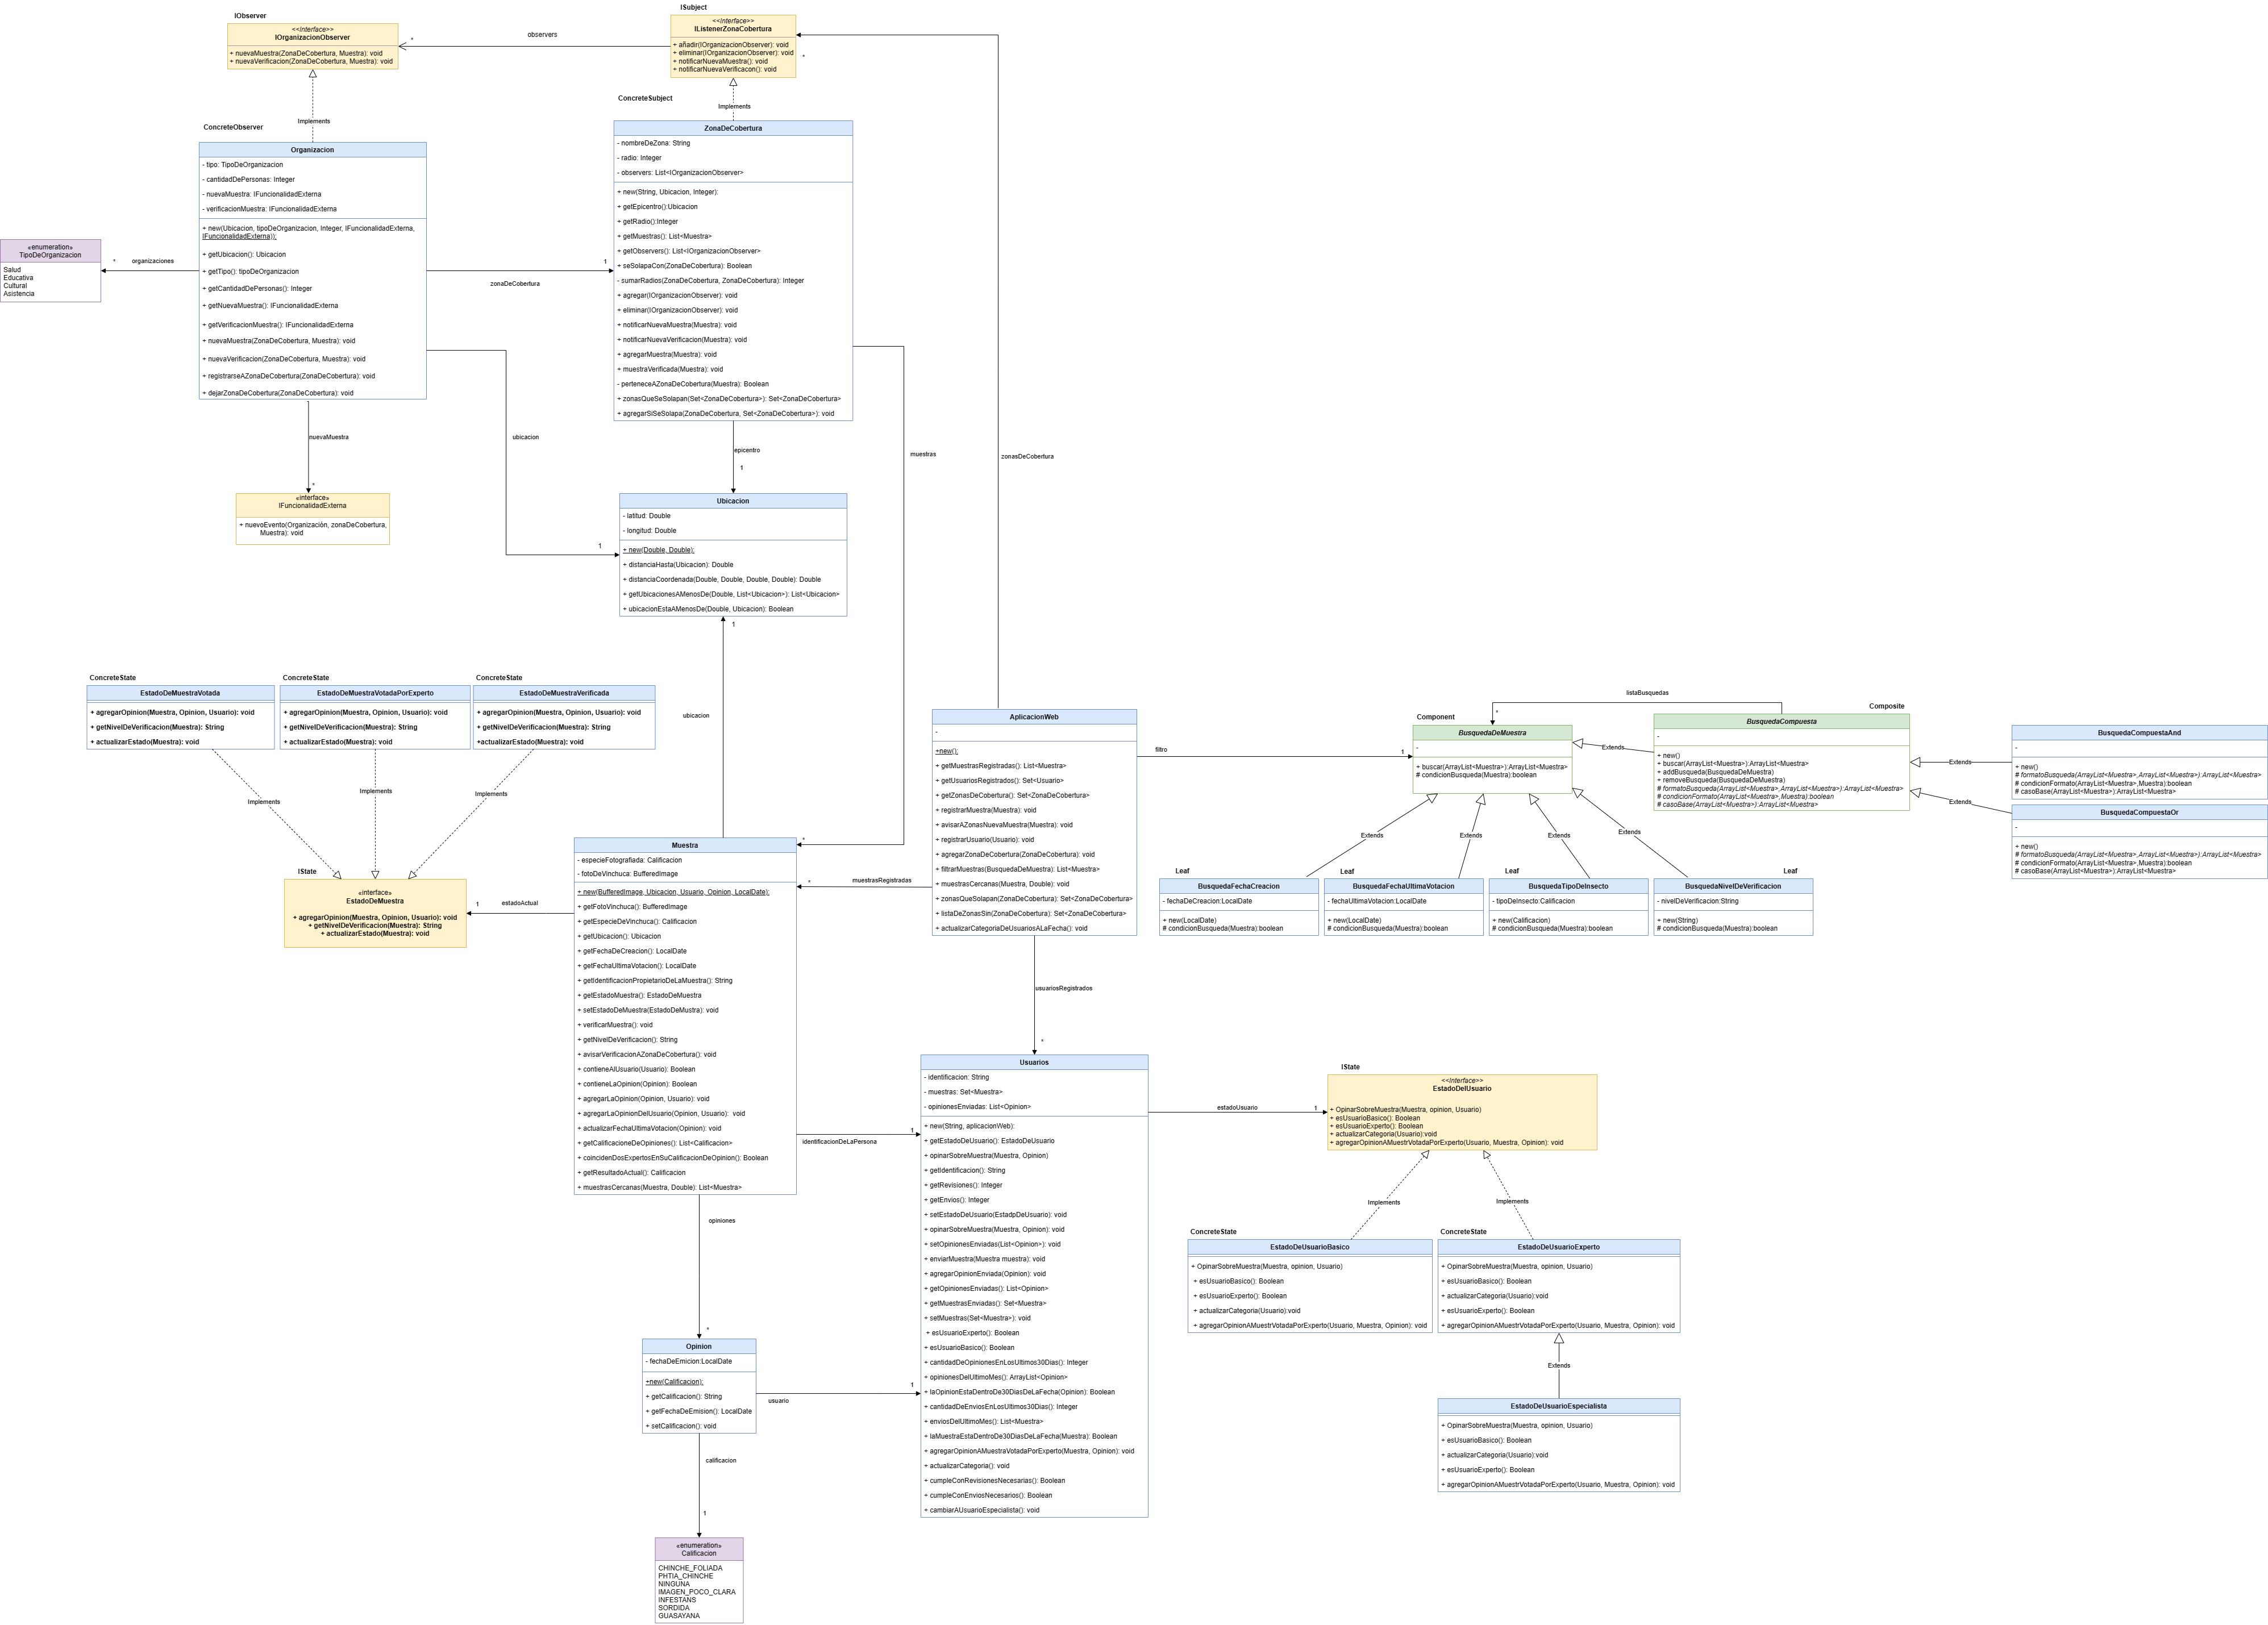 IObserver
<<Interface>>
IOrganizacionObserver
+ nuevaMuestra(ZonaDeCobertura, Muestra): void
+ nuevaVerificacion(ZonaDeCobertura, Muestra): void
*
observers
ISubject
<<Interface>>
IListenerZonaCobertura
+ añadir(IOrganizacionObserver): void
+ eliminar(IOrganizacionObserver): void
+ notificarNuevaMuestra(): void
+ notificarNuevaVerificacon(): void
*
Implements
Implements
ConcreteObserver
Organizacion
- tipo: TipoDeOrganizacion
- cantidadDePersonas: Integer
- nuevaMuestra: IFuncionalidadExterna
- verificacionMuestra: IFuncionalidadExterna
+ new(Ubicacion, tipoDeOrganizacion, Integer, IFuncionalidadExterna,
IFuncionalidadExterna)):
+ getUbicacion(): Ubicacion
+ getTipo(): tipoDeOrganizacion
+ getCantidadDePersonas(): Integer
+ getNuevaMuestra(): IFuncionalidadExterna
+ getVerificacionMuestra(): IFuncionalidadExterna
+ nuevaMuestra(ZonaDeCobertura, Muestra): void
+ nuevaVerificacion(ZonaDeCobertura, Muestra): void
+ registrarseAZonaDeCobertura(ZonaDeCobertura): void
+ dejarZonaDeCobertura(ZonaDeCobertura): void
«enumeration»
TipoDeOrganizacion
Salud
Educativa
Cultural
Asistencia
*
organizaciones
1
zonaDeCobertura
ConcreteSubject
ZonaDeCobertura
- nombreDeZona: String
- radio: Integer
- observers: List<IOrganizacionObserver>
+ new(String, Ubicacion, Integer):
+ getEpicentro():Ubicacion
+ getRadio():Integer
+ getMuestras(): List<Muestra>
+ getObservers(): List<IOrganizacionObserver>
+ seSolapaCon(ZonaDeCobertura): Boolean
- sumarRadios(ZonaDeCobertura, ZonaDeCobertura): Integer
+ agregar(IOrganizacionObserver): void
+ eliminar(IOrganizacionObserver): void
+ notificarNuevaMuestra(Muestra): void
+ notificarNuevaVerificacion(Muestra): void
+ agregarMuestra(Muestra): void
+ muestraVerificada(Muestra): void
- perteneceAZonaDeCobertura(Muestra): Boolean
+ zonasQueSeSolapan(Set<ZonaDeCobertura>): Set<ZonaDeCobertura>
+ agregarSiSeSolapa(ZonaDeCobertura, Set<ZonaDeCobertura>): void
nuevaMuestra
*
ubicacion
1
epicentro
1
muestras
zonasDeCobertura
«interface»
IFuncionalidadExterna
+ nuevoEvento(Organización, zonaDeCobertura,
Muestra): void
Ubicacion
- latitud: Double
- longitud: Double
+ new(Double, Double):
+ distanciaHasta(Ubicacion): Double
+ distanciaCoordenada(Double, Double, Double, Double): Double
+ getUbicacionesAMenosDe(Double, List<Ubicacion>): List<Ubicacion>
+ ubicacionEstaAMenosDe(Double, Ubicacion): Boolean
1
ubicacion
ConcreteState
EstadoDeMuestraVotada
+ agregarOpinion(Muestra, Opinion, Usuario): void
+ getNivelDeVerificacion(Muestra): String
+ actualizarEstado(Muestra): void
ConcreteState
EstadoDeMuestraVotadaPorExperto
+ agregarOpinion(Muestra, Opinion, Usuario): void
+ getNivelDeVerificacion(Muestra): String
+ actualizarEstado(Muestra): void
ConcreteState
EstadoDeMuestraVerificada
+ agregarOpinion(Muestra, Opinion, Usuario): void
+ getNivelDeVerificacion(Muestra): String
+actualizarEstado(Muestra): void
Implements
Implements
Implements
IState
«interface»
EstadoDeMuestra
+ agregarOpinion(Muestra, Opinion, Usuario): void
+ getNivelDeVerificacion(Muestra): String
+ actualizarEstado(Muestra): void
1
estadoActual
Muestra
- especieFotografiada: Calificacion
- fotoDeVinchuca: BufferedImage
+ new(BufferedImage, Ubicacion, Usuario, Opinion, LocalDate):
+ getFotoVinchuca(): BufferedImage
+ getEspecieDeVinchuca(): Calificacion
+ getUbicacion(): Ubicacion
+ getFechaDeCreacion(): LocalDate
+ getFechaUltimaVotacion(): LocalDate
+ getIdentificacionPropietarioDeLaMuestra(): String
+ getEstadoMuestra(): EstadoDeMuestra
+ setEstadoDeMuestra(EstadoDeMustra): void
+ verificarMuestra(): void
+ getNivelDeVerificacion(): String
+ avisarVerificacionAZonaDeCobertura(): void
+ contieneAlUsuario(Usuario): Boolean
+ contieneLaOpinion(Opinion): Boolean
+ agregarLaOpinion(Opinion, Usuario): void
+ agregarLaOpinionDelUsuario(Opinion, Usuario): void
+ actualizarFechaUltimaVotacion(Opinion): void
+ getCalificacioneDeOpiniones(): List<Calificacion>
+ coincidenDosExpertosEnSuCalificacionDeOpinion(): Boolean
+ getResultadoActual(): Calificacion
+ muestrasCercanas(Muestra, Double): List<Muestra>
*
*
muestrasRegistradas
AplicacionWeb
-
+new():
+ getMuestrasRegistradas(): List<Muestra>
+ getUsuariosRegistrados(): Set<Usuario>
+ getZonasDeCobertura(): Set<ZonaDeCobertura>
+ registrarMuestra(Muestra): void
+ avisarAZonasNuevaMuestra(Muestra): void
+ registrarUsuario(Usuario): void
+ agregarZonaDeCobertura(ZonaDeCobertura): void
+ filtrarMuestras(BusquedaDeMuestra): List<Muestra>
+ muestrasCercanas(Muestra, Double): void
+ zonasQueSolapan(ZonaDeCobertura): Set<ZonaDeCobertura>
+ listaDeZonasSin(ZonaDeCobertura): Set<ZonaDeCobertura>
+ actualizarCategoriaDeUsuariosALaFecha(): void
filtro
1
listaBusquedas
*
Component
BusquedaDeMuestra
-
+ buscar(ArrayList<Muestra>):ArrayList<Muestra>
# condicionBusqueda(Muestra):boolean
Composite
BusquedaCompuesta
-
+ new()
+ buscar(ArrayList<Muestra>):ArrayList<Muestra>
+ addBusqueda(BusquedaDeMuestra)
+ removeBusqueda(BusquedaDeMuestra)
# formatoBusqueda(ArrayList<Muestra>,ArrayList<Muestra>):ArrayList<Muestra>
# condicionFormato(ArrayList<Muestra>,Muestra):boolean
# casoBase(ArrayList<Muestra>):ArrayList<Muestra>
Extends
Extends
Extends
BusquedaCompuestaAnd
-
+ new()
# formatoBusqueda(ArrayList<Muestra>,ArrayList<Muestra>):ArrayList<Muestra>
# condicionFormato(ArrayList<Muestra>,Muestra):boolean
# casoBase(ArrayList<Muestra>):ArrayList<Muestra>
BusquedaCompuestaOr
-
+ new()
# formatoBusqueda(ArrayList<Muestra>,ArrayList<Muestra>):ArrayList<Muestra>
# condicionFormato(ArrayList<Muestra>,Muestra):boolean
# casoBase(ArrayList<Muestra>):ArrayList<Muestra>
Extends
Extends
Extends
Extends
Leaf
BusquedaFechaCreacion
- fechaDeCreacion:LocalDate
+ new(LocalDate)
# condicionBusqueda(Muestra):boolean
Leaf
BusquedaFechaUltimaVotacion
- fechaUltimaVotacion:LocalDate
+ new(LocalDate)
# condicionBusqueda(Muestra):boolean
Leaf
BusquedaTipoDeInsecto
- tipoDeInsecto:Calificacion
+ new(Calificacion)
# condicionBusqueda(Muestra):boolean
Leaf
BusquedaNivelDeVerificacion
- nivelDeVerificacion:String
+ new(String)
# condicionBusqueda(Muestra):boolean
usuariosRegistrados
*
identificacionDeLaPersona
1
Usuarios
- identificacion: String
- muestras: Set<Muestra>
- opinionesEnviadas: List<Opinion>
+ new(String, aplicacionWeb):
+ getEstadoDeUsuario(): EstadoDeUsuario
+ opinarSobreMuestra(Muestra, Opinion)
+ getIdentificacion(): String
+ getRevisiones(): Integer
+ getEnvios(): Integer
+ setEstadoDeUsuario(EstadpDeUsuario): void
+ opinarSobreMuestra(Muestra, Opinion): void
+ setOpinionesEnviadas(List<Opinion>): void
+ enviarMuestra(Muestra muestra): void
+ agregarOpinionEnviada(Opinion): void
+ getOpinionesEnviadas(): List<Opinion>
+ getMuestrasEnviadas(): Set<Muestra>
+ setMuestras(Set<Muestra>): void
+ esUsuarioExperto(): Boolean
+ esUsuarioBasico(): Boolean
+ cantidadDeOpinionesEnLosUltimos30Dias(): Integer
+ opinionesDelUltimoMes(): ArrayList<Opinion>
+ laOpinionEstaDentroDe30DiasDeLaFecha(Opinion): Boolean
+ cantidadDeEnviosEnLosUltimos30Dias(): Integer
+ enviosDelUltimoMes(): List<Muestra>
+ laMuestraEstaDentroDe30DiasDeLaFecha(Muestra): Boolean
+ agregarOpinionAMuestraVotadaPorExperto(Muestra, Opinion): void
+ actualizarCategoria(): void
+ cumpleConRevisionesNecesarias(): Boolean
+ cumpleConEnviosNecesarios(): Boolean
+ cambiarAUsuarioEspecialista(): void
estadoUsuario
1
IState
<<Interface>>
EstadoDelUsuario
+ OpinarSobreMuestra(Muestra, opinion, Usuario)
+ esUsuarioBasico(): Boolean
+ esUsuarioExperto(): Boolean
+ actualizarCategoria(Usuario):void
+ agregarOpinionAMuestrVotadaPorExperto(Usuario, Muestra, Opinion): void
Implements
Implements
ConcreteState
EstadoDeUsuarioBasico
+ OpinarSobreMuestra(Muestra, opinion, Usuario)
+ esUsuarioBasico(): Boolean
+ esUsuarioExperto(): Boolean
+ actualizarCategoria(Usuario):void
+ agregarOpinionAMuestrVotadaPorExperto(Usuario, Muestra, Opinion): void
ConcreteState
EstadoDeUsuarioExperto
+ OpinarSobreMuestra(Muestra, opinion, Usuario)
+ esUsuarioBasico(): Boolean
+ actualizarCategoria(Usuario):void
+ esUsuarioExperto(): Boolean
+ agregarOpinionAMuestrVotadaPorExperto(Usuario, Muestra, Opinion): void
Extends
EstadoDeUsuarioEspecialista
+ OpinarSobreMuestra(Muestra, opinion, Usuario)
+ esUsuarioBasico(): Boolean
+ actualizarCategoria(Usuario):void
+ esUsuarioExperto(): Boolean
+ agregarOpinionAMuestrVotadaPorExperto(Usuario, Muestra, Opinion): void
opiniones
*
Opinion
- fechaDeEmicion:LocalDate
+new(Calificacion):
+ getCalificacion(): String
+ getFechaDeEmision(): LocalDate
+ setCalificacion(): void
1
usuario
calificacion
1
«enumeration»
Calificacion
CHINCHE_FOLIADA
PHTIA_CHINCHE
NINGUNA
IMAGEN_POCO_CLARA
INFESTANS
SORDIDA
GUASAYANA